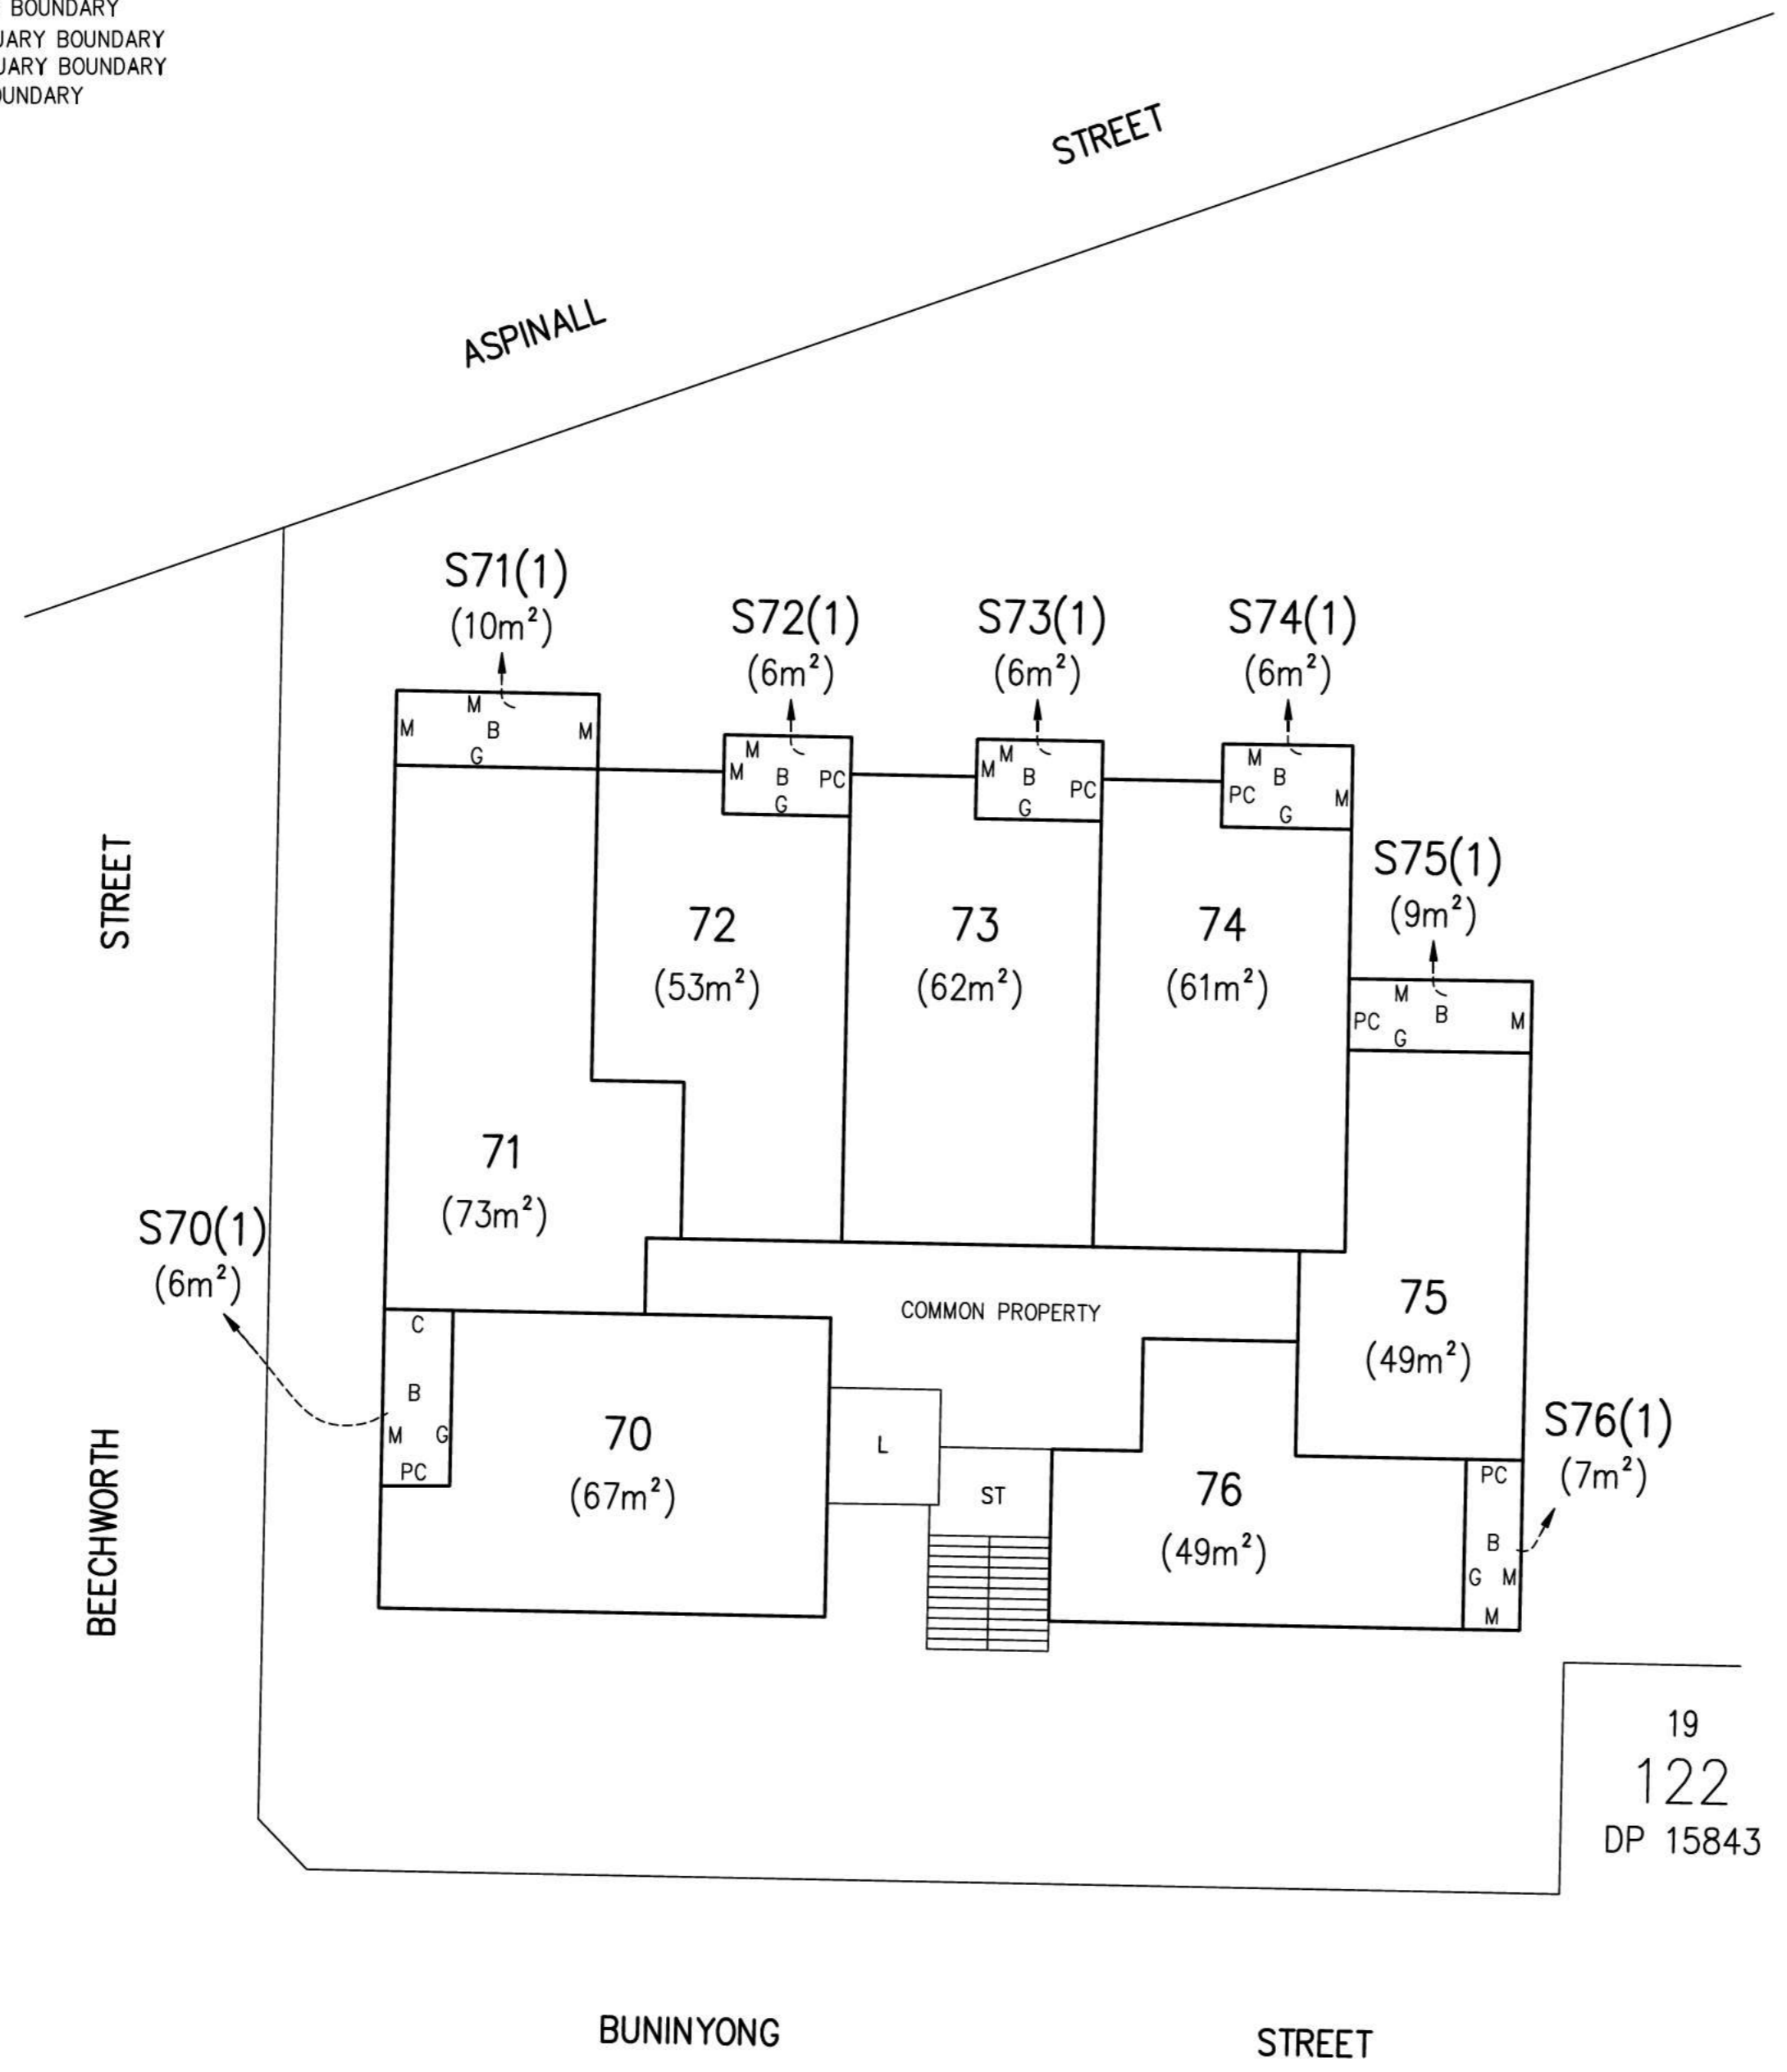 BOUNDARY
BOUNDARY
BOUNDARY
STREET
ASPINALL
S71(1)
(10m²)
S72(1)
(6m²)
S73(1)
(6m²)
S74(1)
(6m²)
M
M B M
G
M
M B PC
G
M
M B PC
G
M
B
PC M
G
STREET
S75(1)
(9m²)
72
(53m²)
73
(62m²)
74
(61m²)
M
PC B M
G
71
(73m²)
S70(1)
(6m²)
75
(49m²)
COMMON PROPERTY
C
B
M G
PC
70
(67m²)
L
ST
76
(49m²)
S76(1)
(7m²)
PC
B
G M
M
BEECHWORTH
19
122
DP 15843
BUNINYONG STREET